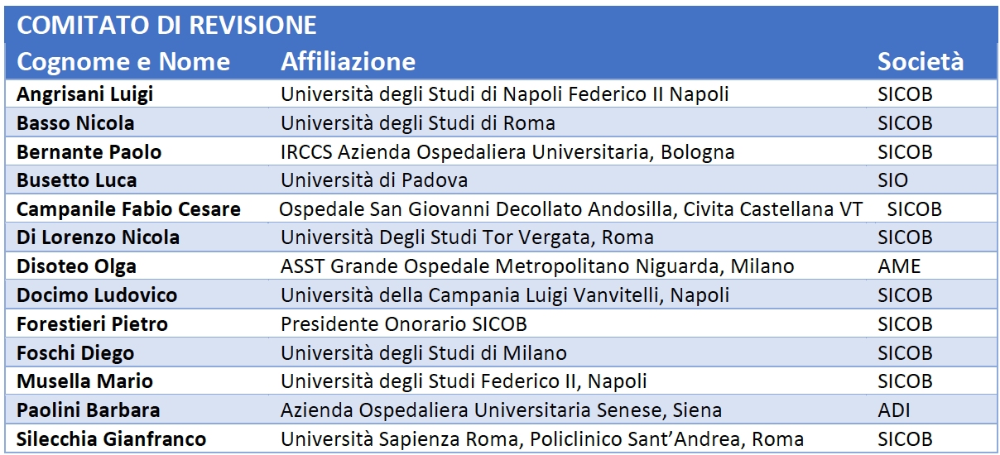 COMITATO DI REVISIONE
Cognome e Nome Affiliazione Società
Angrisani Luigi Università degli Studi di Napoli Federico II Napoli SICOB
Basso Nicola Università degli Studi di Roma SICOB
Bernante Paolo IRCCS Azienda Ospedaliera Universitaria, Bologna SICOB
Busetto Luca Università di Padova SIO
Campanile Fabio Cesare Ospedale San Giovanni Decollato Andosilla, Civita Castellana VT SICOB
Di Lorenzo Nicola Università Degli Studi Tor Vergata, Roma SICOB
Disoteo Olga ASST Grande Ospedale Metropolitano Niguarda, Milano AME
Docimo Ludovico Università della Campania Luigi Vanvitelli, Napoli SICOB
Forestieri Pietro Presidente Onorario SICOB SICOB
Foschi Diego Università degli Studi di Milano SICOB
Musella Mario Università degli Studi Federico II, Napoli SICOB
Paolini Barbara Azienda Ospedaliera Universitaria Senese, Siena ADI
Silecchia Gianfranco Università Sapienza Roma, Policlinico Sant’Andrea, Roma SICOB